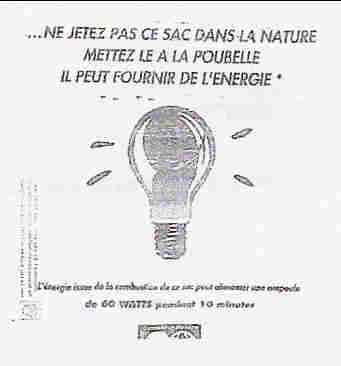 ...NE JETEZ PAS CE SAC DANS LA NATURE
METTEZ LE A LA POUBELLE
IL PEUT FOURNIR DE L'ENERGIE *
L'énergie issue de la combustion de ce sac peut alimenter une ampoule
de 60 WATTS pendant 10 minutes